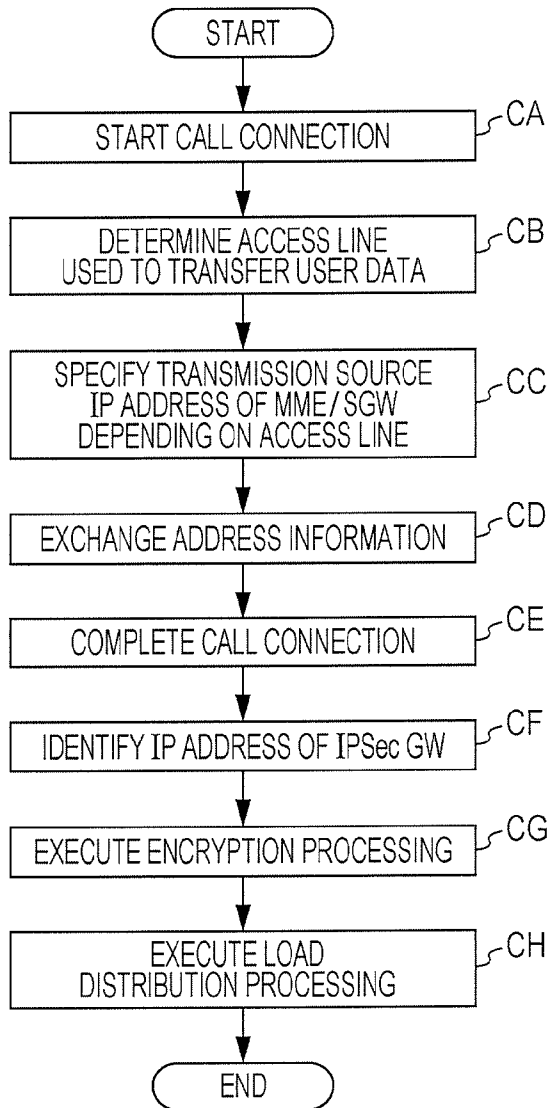 START
START CALL CONNECTION
CA
DETERMINE ACCESS LINE
USED TO TRANSFER USER DATA
CB
SPECIFY TRANSMISSION SOURCE
IP ADDRESS OF MME/SGW
DEPENDING ON ACCESS LINE
CC
EXCHANGE ADDRESS INFORMATION
CD
COMPLETE CALL CONNECTION
CE
IDENTIFY IP ADDRESS OF IPSec GW
CF
EXECUTE ENCRYPTION PROCESSING
CG
EXECUTE LOAD
DISTRIBUTION PROCESSING
CH
END